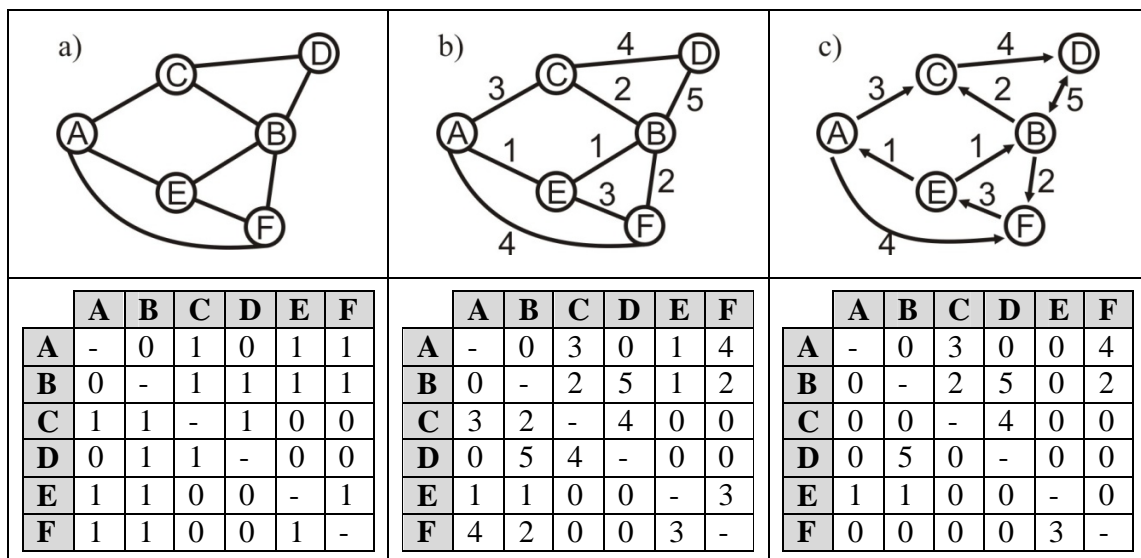 a)
D
C
A
B
E
F
b)
4
D
C
3
2
5
A
B
1
1
E
3
2
F
4
c)
4
D
C
3
2
5
A
B
1
1
E
3
2
F
4
A B C D E F
A - 0 1 0 1 1
B 0 - 1 1 1 1
C 1 1 - 1 0 0
D 0 1 1 - 0 0
E 1 1 0 0 - 1
F 1 1 0 0 1 -
A B C D E F
A - 0 3 0 1 4
B 0 - 2 5 1 2
C 3 2 - 4 0 0
D 0 5 4 - 0 0
E 1 1 0 0 - 3
F 4 2 0 0 3 -
A B C D E F
A - 0 3 0 0 4
B 0 - 2 5 0 2
C 0 0 - 4 0 0
D 0 5 0 - 0 0
E 1 1 0 0 - 0
F 0 0 0 0 3 -